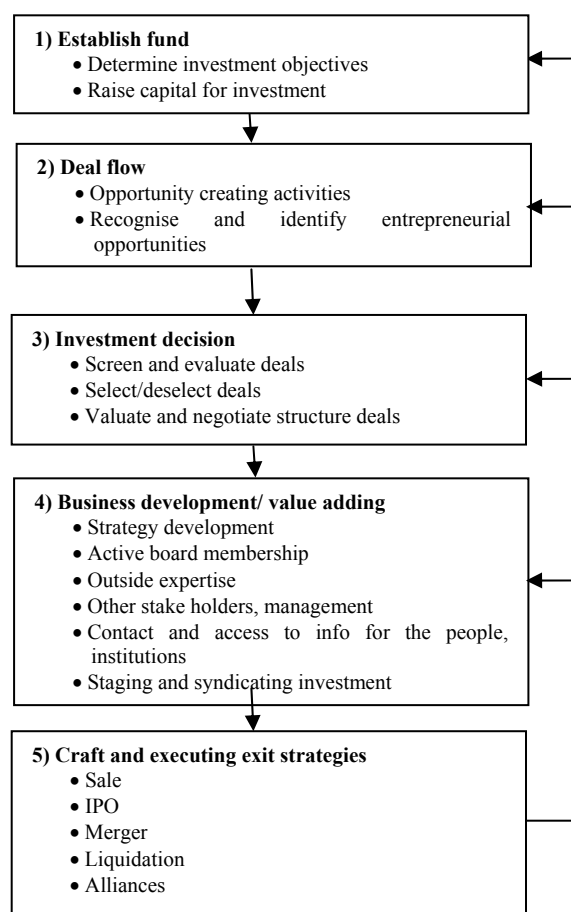 1) Establish fund
• Determine investment objectives
• Raise capital for investment
2) Deal flow
• Opportunity creating activities
• Recognise and identify entrepreneurial
opportunities
3) Investment decision
• Screen and evaluate deals
• Select/deselect deals
• Valuate and negotiate structure deals
4) Business development/ value adding
• Strategy development
• Active board membership
• Outside expertise
• Other stake holders, management
• Contact and access to info for the people,
institutions
• Staging and syndicating investment
5) Craft and executing exit strategies
• Sale
• IPO
• Merger
• Liquidation
• Alliances